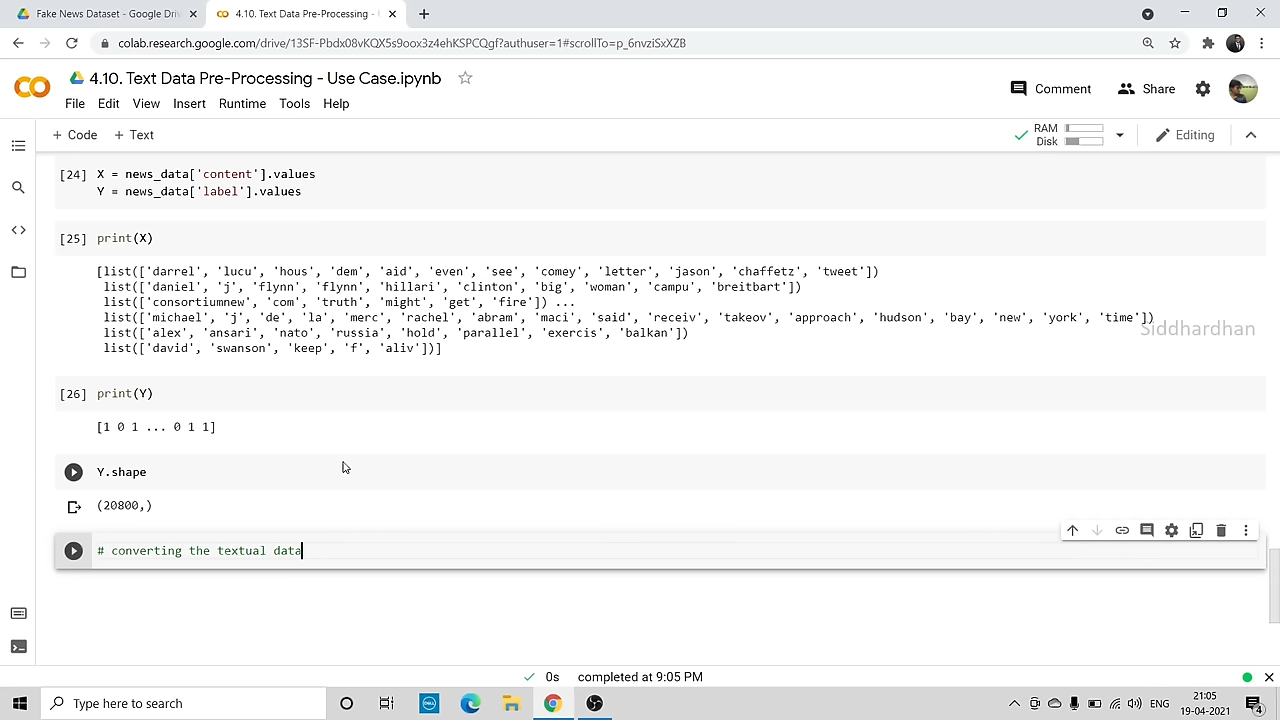 Fake News Dataset - Google Dri
4.10. Text Data Pre-Processing -
colab.research.google.com/drive/13SF-Pbdx08vKQX5s9oox3z4ehKSPCQgf?authuser=1#scrollTo=p_6nvziSxXZB
4.10. Text Data Pre-Processing - Use Case.ipynb
Comment
Share
File Edit View Insert Runtime Tools Help
+ Code + Text
RAM
Disk
Editing
[24] X = news_data['content'].values
Y = news_data['label'].values
[25] print(X)
[list(['darrel', 'lucu', 'hous', 'dem', 'aid', 'even', 'see', 'comey', 'letter', 'jason', 'chaffetz', 'tweet'])
list(['daniel', 'j', 'flynn', 'flynn', 'hillari', 'clinton', 'big', 'woman', 'campu', 'breitbart'])
list(['consortiumnew', 'com', 'truth', 'might', 'get', 'fire']) ...
list(['michael', 'j', 'de', 'la', 'merc', 'rachel', 'abram', 'maci', 'said', 'receiv', 'takeov', 'approach', 'hudson', 'bay', 'new', 'york', 'time'])
Siddhardhan
list(['alex', 'ansari', 'nato', 'russia', 'hold', 'parallel', 'exercis', 'balkan'])
list(['david', 'swanson', 'keep', 'f', 'aliv'])]
[26] print(Y)
[1 0 1 ... 0 1 1]
Y.shape
(20800,)
# converting the textual data
0s completed at 9:05 PM
Type here to search
DELL
ENG
21:05
19-04-2021
4